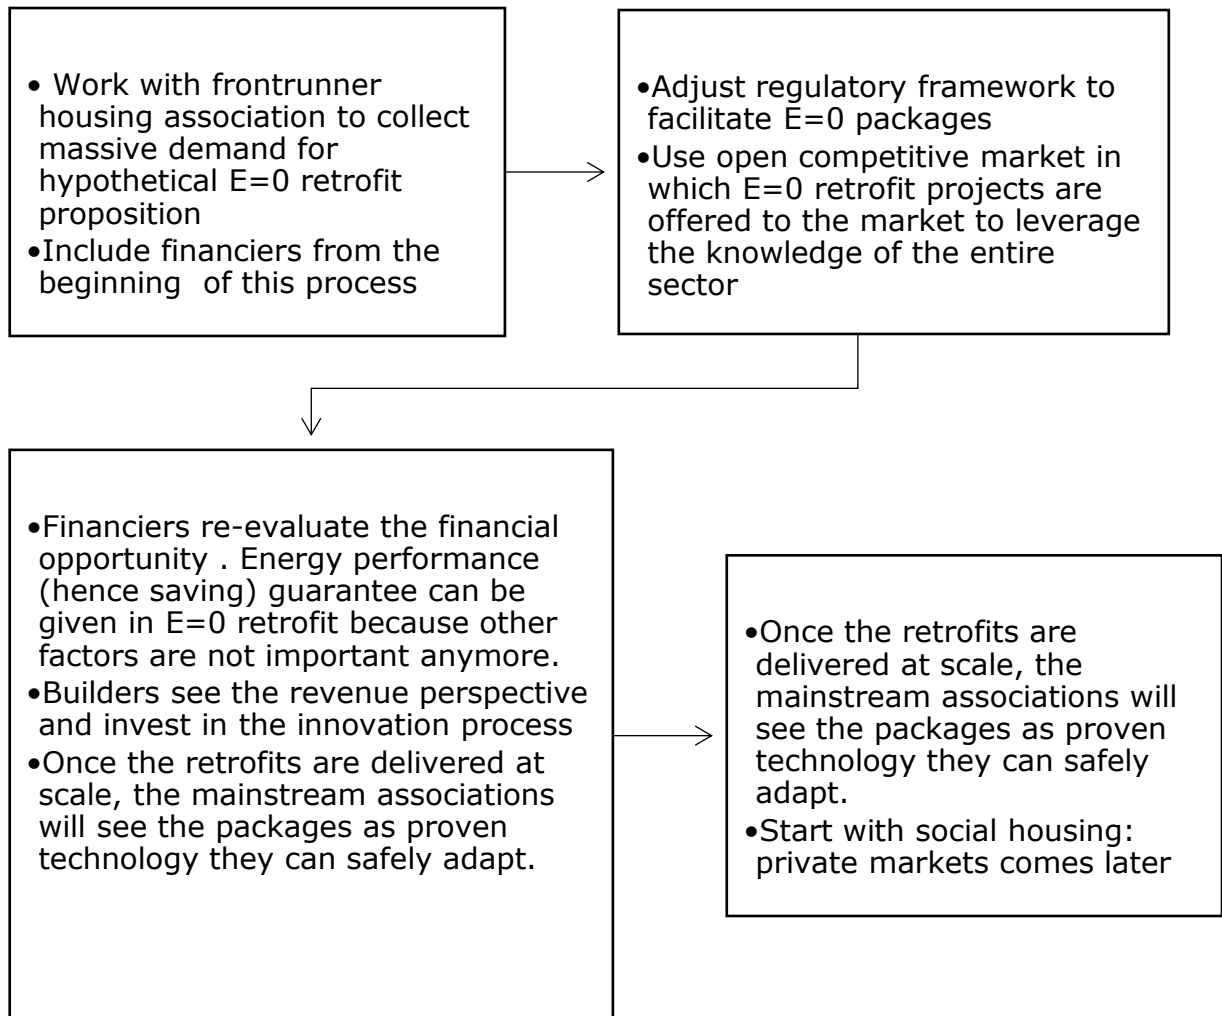 • Work with frontrunner
housing association to collect
massive demand for
hypothetical E=0 retrofit
proposition
•Include financiers from the
beginning  of this process
•Adjust regulatory framework to
facilitate E=0 packages
•Use open competitive market in
which E=0 retrofit projects are
offered to the market to leverage
the knowledge of the entire
sector
•Financiers re-evaluate the financial
opportunity . Energy performance
(hence saving) guarantee can be
given in E=0 retrofit because other
factors are not important anymore.
•Builders see the revenue perspective
and invest in the innovation process
•Once the retrofits are delivered at
scale, the mainstream associations
will see the packages as proven
technology they can safely adapt.
•Once the retrofits are
delivered at scale, the
mainstream associations will
see the packages as proven
technology they can safely
adapt.
•Start with social housing:
private markets comes later